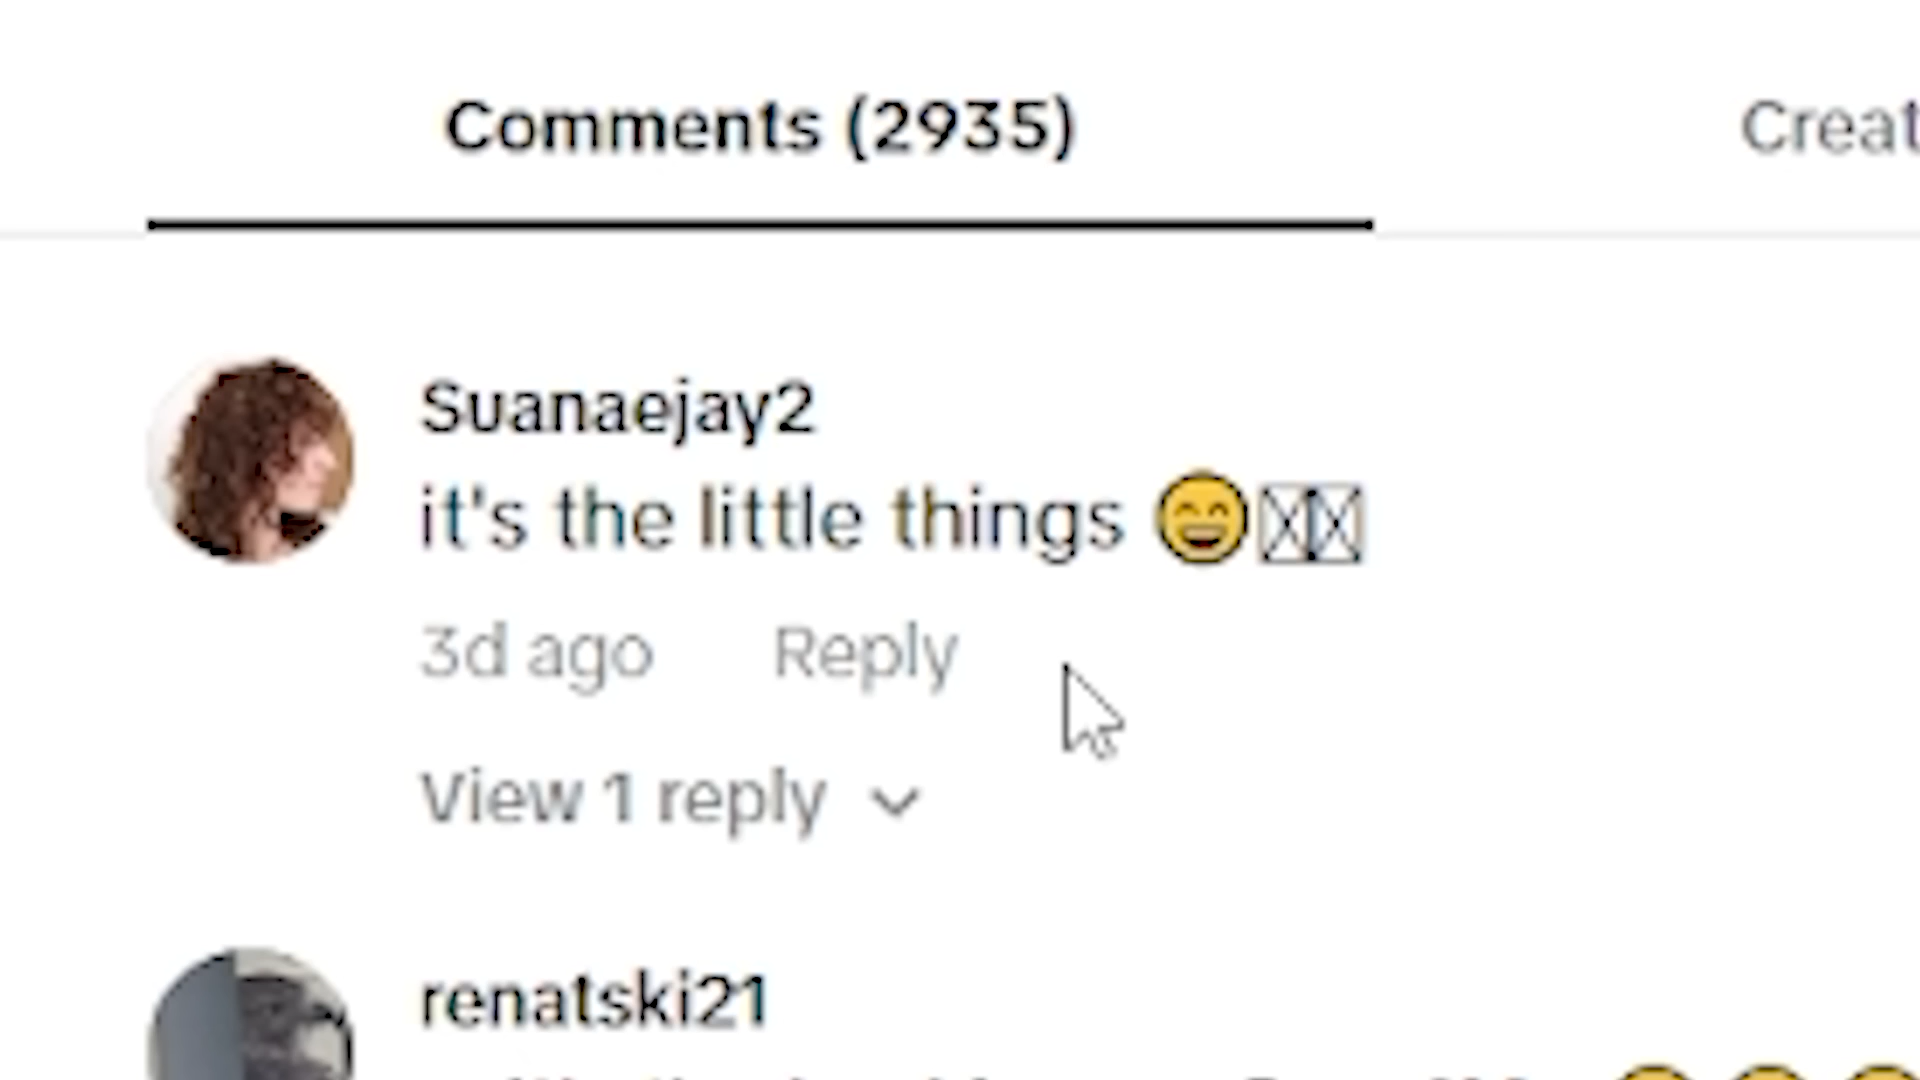 Comments (2935)
Creat
Suanaejay2
it's the little things 😄
3d ago Reply
View 1 reply
renatski21